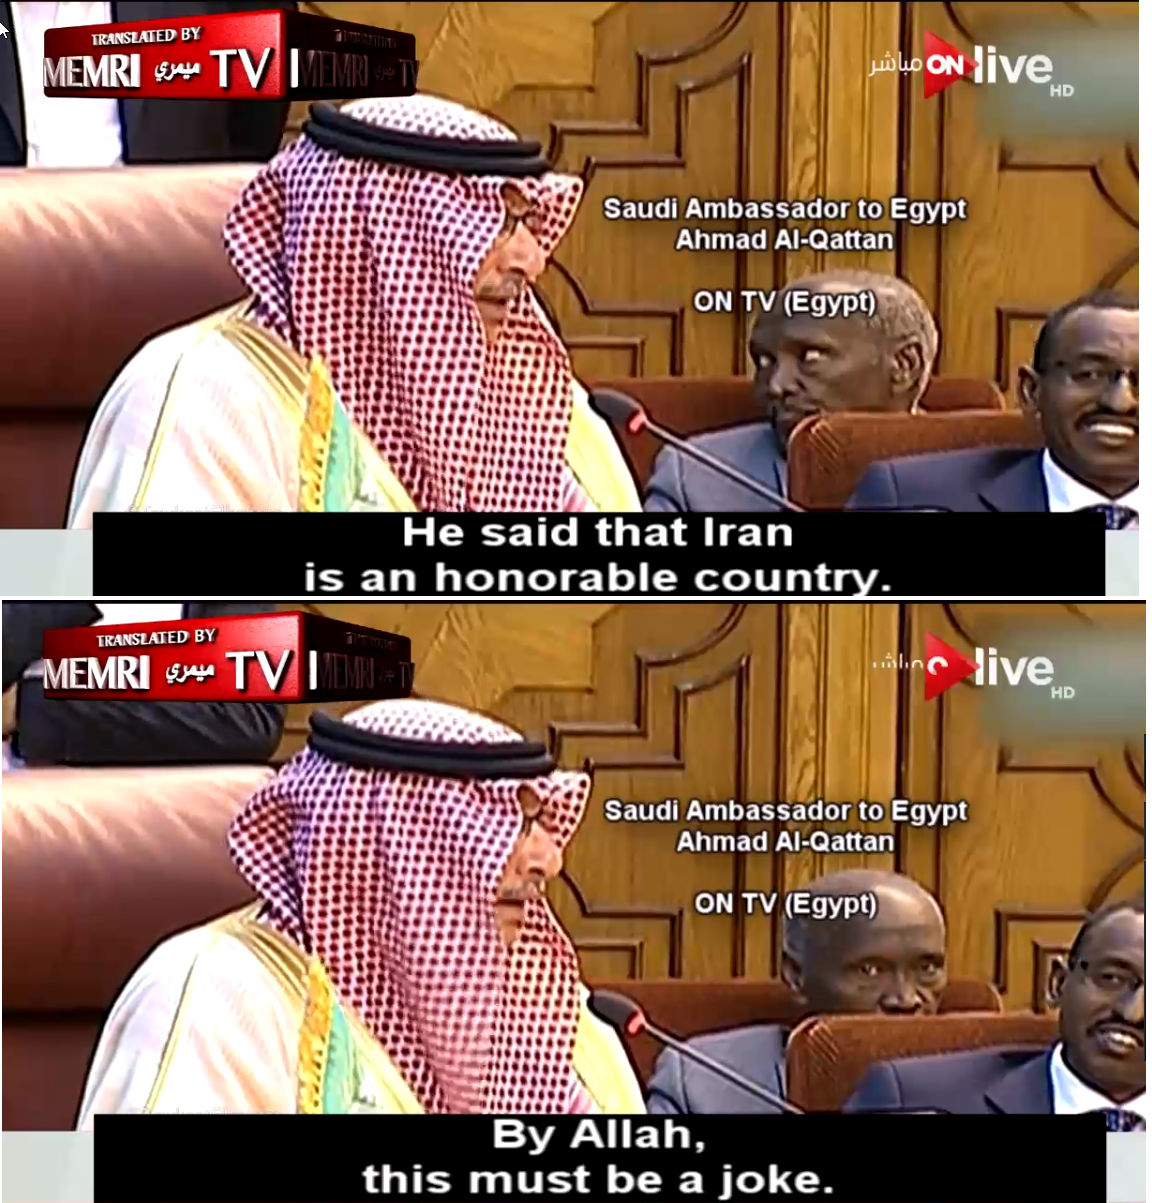 TRANSLATED BY
MEMRI ميمري TV
مباشر ON live
HD
Saudi Ambassador to Egypt
Ahmad Al-Qattan
ON TV (Egypt)
He said that Iran
is an honorable country.
TRANSLATED BY
MEMRI ميمري TV
live
HD
Saudi Ambassador to Egypt
Ahmad Al-Qattan
ON TV (Egypt)
By Allah,
this must be a joke.